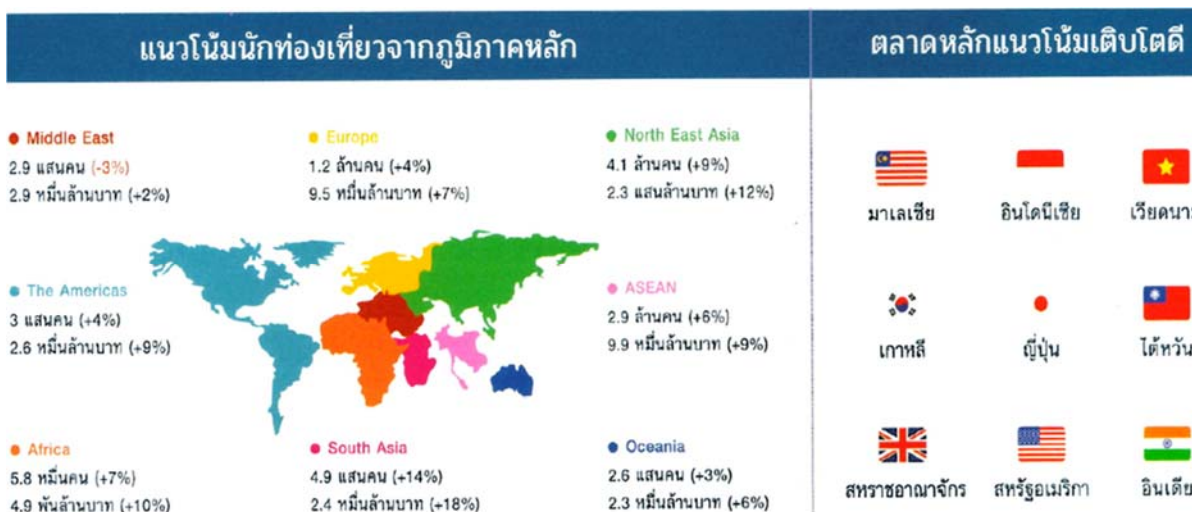 แนวโน้มนักท่องเที่ยวจากภูมิภาคหลัก
ตลาดหลักแนวโน้มเติบโตดี
Middle East
2.9 แสนคน (-3%)
2.9 หมื่นล้านบาท (+2%)
Europe
1.2 ล้านคน (+4%)
9.5 หมื่นล้านบาท (+7%)
North East Asia
4.1 ล้านคน (+9%)
2.3 แสนล้านบาท (+12%)
The Americas
3 แสนคน (+4%)
2.6 หมื่นล้านบาท (+9%)
ASEAN
2.9 ล้านคน (+6%)
9.9 หมื่นล้านบาท (+9%)
Africa
5.8 หมื่นคน (+7%)
4.9 พันล้านบาท (+10%)
South Asia
4.9 แสนคน (+14%)
2.4 หมื่นล้านบาท (+18%)
Oceania
2.6 แสนคน (+3%)
2.3 หมื่นล้านบาท (+6%)
มาเลเซีย
อินโดนีเซีย
เกาหลี
ญี่ปุ่น
ไต้หวัน
สหราชอาณาจักร
สหรัฐอเมริกา
อินเดีย